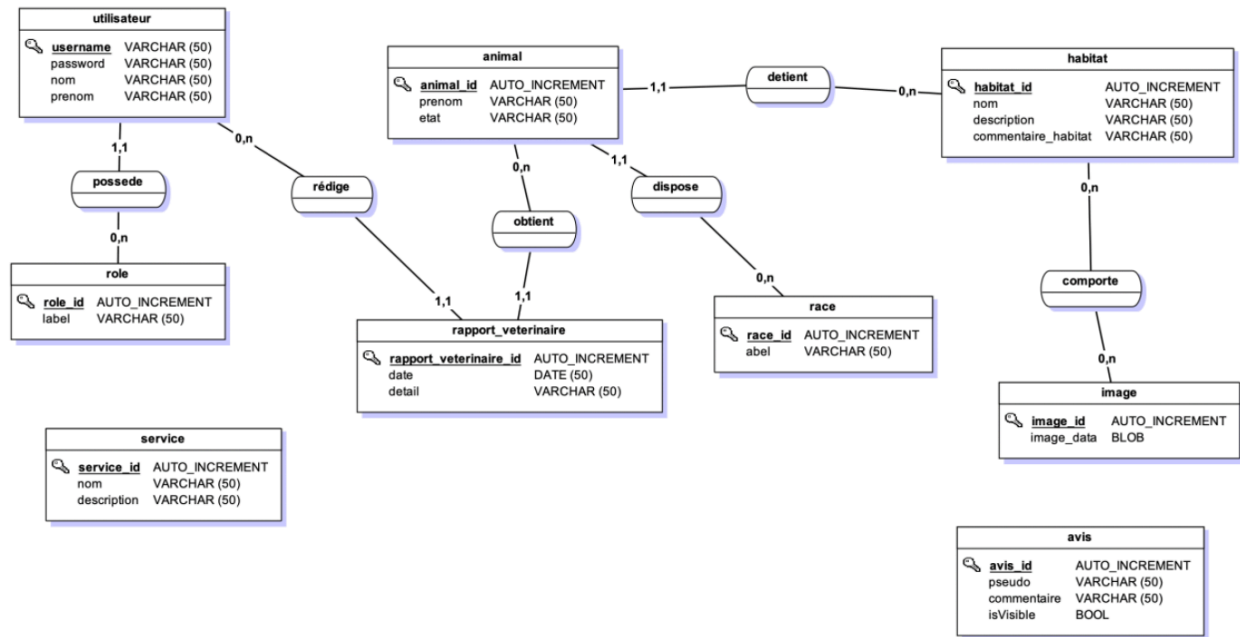 utilisateur
username VARCHAR (50)
password VARCHAR (50)
nom VARCHAR (50)
prenom VARCHAR (50)
animal
animal_id AUTO_INCREMENT
prenom VARCHAR (50)
etat VARCHAR (50)
detient
habitat
habitat_id AUTO_INCREMENT
nom VARCHAR (50)
description VARCHAR (50)
commentaire_habitat VARCHAR (50)
1,1
0,n
1,1
0,n
0,n
1,1
0,n
possede
rédige
obtient
dispose
comporte
0,n
1,1
1,1
0,n
0,n
role
role_id AUTO_INCREMENT
label VARCHAR (50)
rapport_veterinaire
rapport_veterinaire_id AUTO_INCREMENT
date DATE (50)
detail VARCHAR (50)
race
race_id AUTO_INCREMENT
abel VARCHAR (50)
image
image_id AUTO_INCREMENT
image_data BLOB
service
service_id AUTO_INCREMENT
nom VARCHAR (50)
description VARCHAR (50)
avis
avis_id AUTO_INCREMENT
pseudo VARCHAR (50)
commentaire VARCHAR (50)
isVisible BOOL